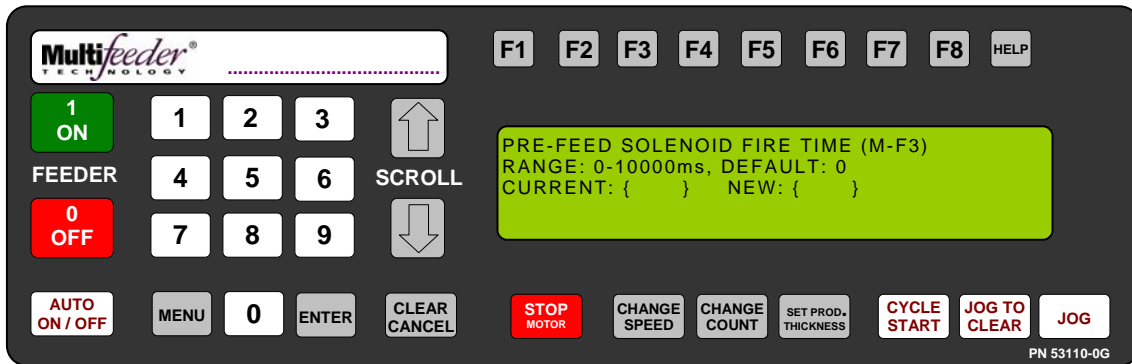 Multifeeder®
TECHNOLOGY
F1 F2 F3 F4 F5 F6 F7 F8 HELP
1
ON
FEEDER
0
OFF
1 2 3
4 5 6
7 8 9
SCROLL
PRE-FEED SOLENOID FIRE TIME (M-F3)
RANGE: 0-10000ms, DEFAULT: 0
CURRENT: { } NEW: { }
AUTO
ON / OFF
MENU
0
ENTER
CLEAR
CANCEL
STOP
MOTOR
CHANGE
SPEED
CHANGE
COUNT
SET PROD.
THICKNESS
CYCLE
START
JOG TO
CLEAR
JOG
PN 53110-0G